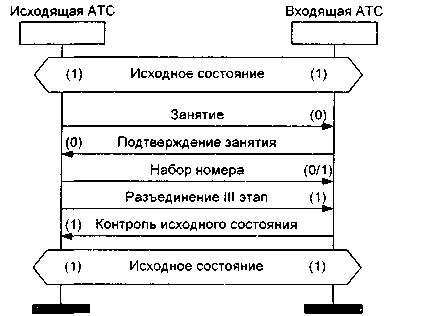 Исходящая АТС Входящая АТС
(1) Исходное состояние (1)
Занятие (0)
(0) Подтверждение занятия
Набор номера (0/1)
Разъединение III этап (1)
(1) Контроль исходного состояния
(1) Исходное состояние (1)